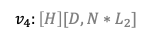 v₄: [H][D, N * L₂]